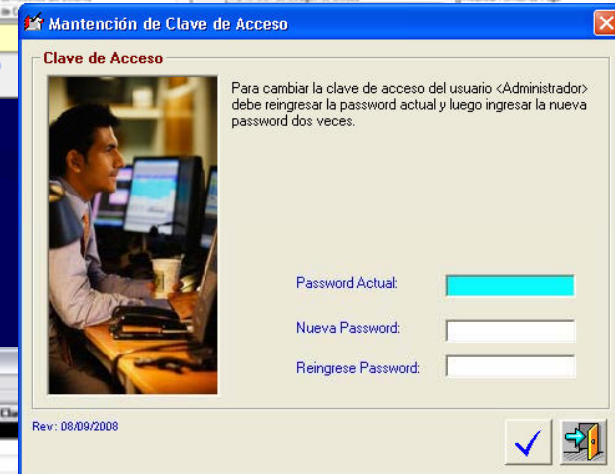 Mantención de Clave de Acceso
Clave de Acceso
Para cambiar la clave de acceso del usuario <Administrador>
debe reingresar la password actual y luego ingresar la nueva
password dos veces.
Password Actual:
Nueva Password:
Reingrese Password:
Rev: 08/09/2008